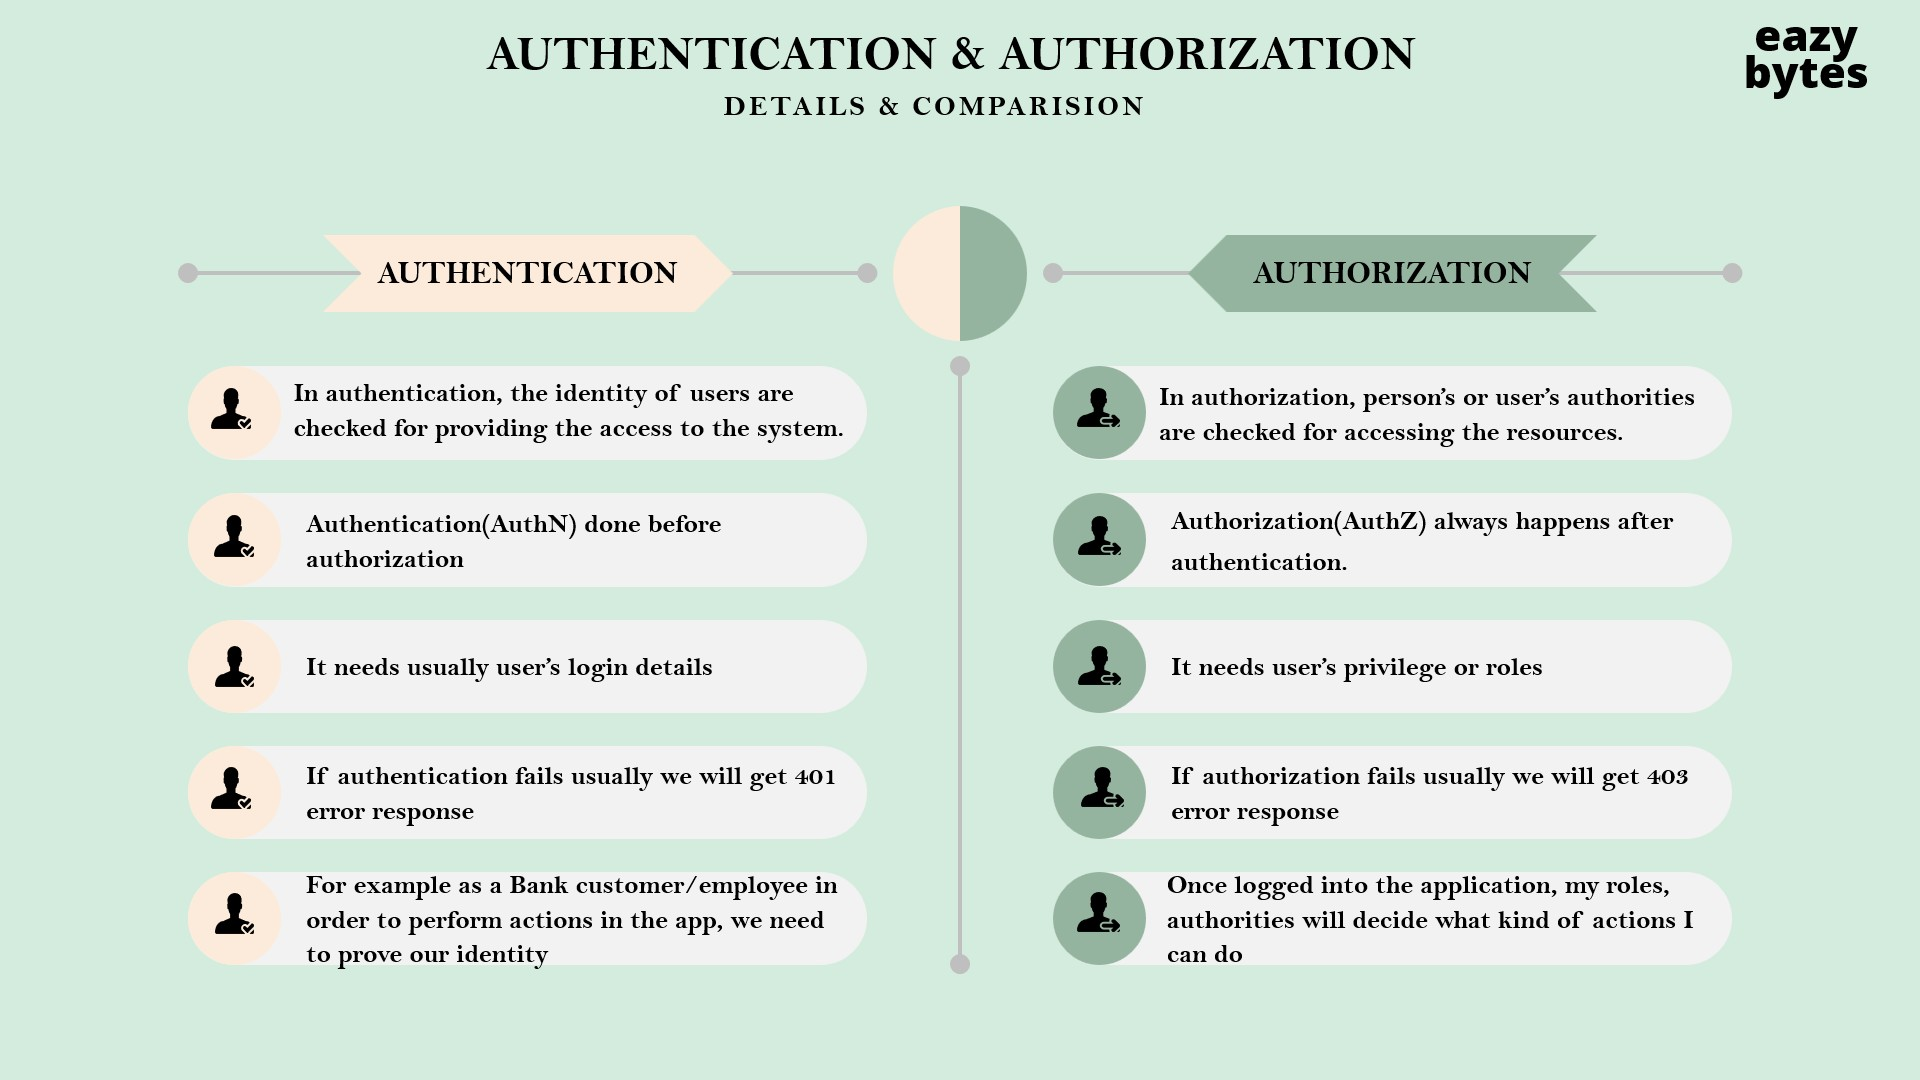 AUTHENTICATION & AUTHORIZATION
DETAILS & COMPARISION
eazy
bytes
AUTHENTICATION
In authentication, the identity of users are
checked for providing the access to the system.
Authentication(AuthN) done before
authorization
It needs usually user's login details
If authentication fails usually we will get 401
error response
For example as a Bank customer/employee in
order to perform actions in the app, we need
to prove our identity
AUTHORIZATION
In authorization, person's or user's authorities
are checked for accessing the resources.
Authorization(AuthZ) always happens after
authentication.
It needs user's privilege or roles
If authorization fails usually we will get 403
error response
Once logged into the application, my roles,
authorities will decide what kind of actions I
can do